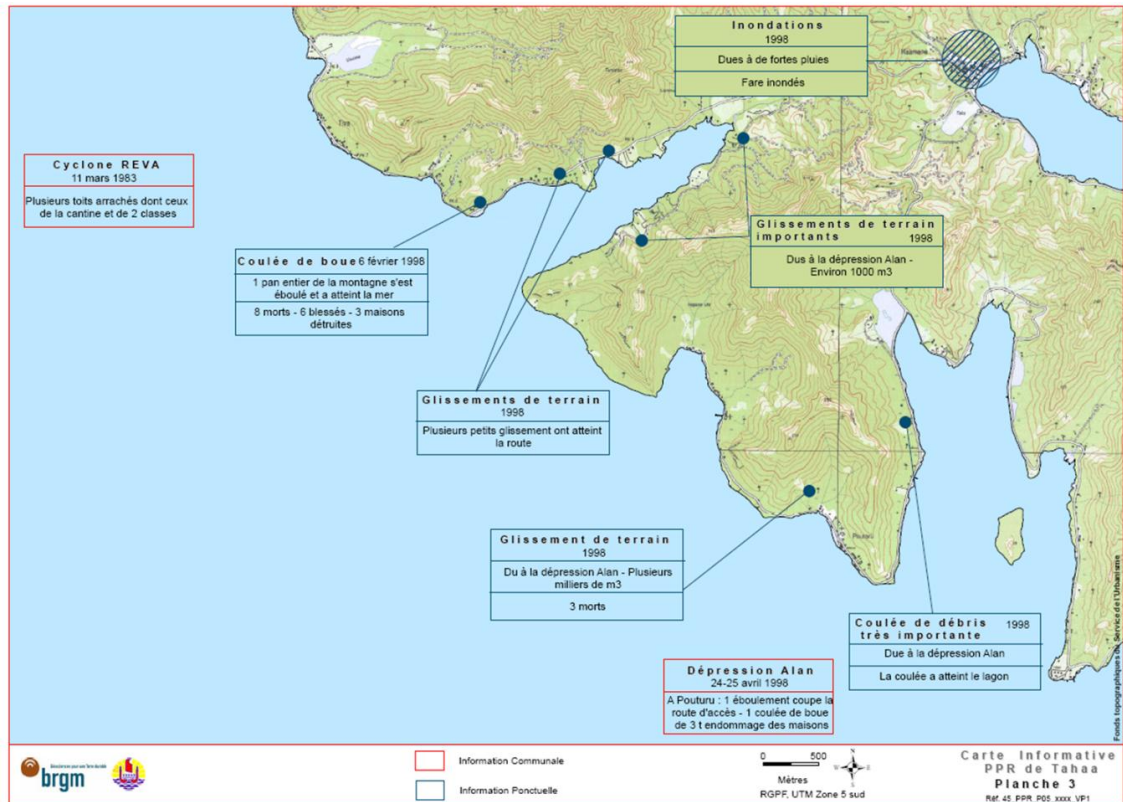 Inondations
1998
Dues à de fortes pluies
Fare inondés
Cyclone REVA
11 mars 1983
Plusieurs toits arrachés dont ceux
de la cantine et de 2 classes
Coulée de boue 6 février 1998
1 pan entier de la montagne s'est
éboulé et a atteint la mer
8 morts - 6 blessés - 3 maisons
détruites
Glissements de terrain
importants 1998
Dus à la dépression Alan -
Environ 1000 m3
Glissements de terrain
1998
Plusieurs petits glissement ont atteint
la route
Glissement de terrain
1998
Du à la dépression Alan - Plusieurs
milliers de m3
3 morts
Coulée de débris 1998
très importante
Due à la dépression Alan
La coulée a atteint le lagon
Dépression Alan
24-25 avril 1998
A Pouturu : 1 éboulement coupe la
route d'accès - 1 coulée de boue
de 3 t endommage des maisons
Tiva
Pouturu
Fonds topographiques du Service de l'Urbanisme
brgm
Information Communale
Information Ponctuelle
0 500
Mètres
RGPF, UTM Zone 5 sud
N
W
E
S
Carte Informative
PPR de Tahaa
Planche 3
Réf. 45_PPR_P05_xxxx_VP1